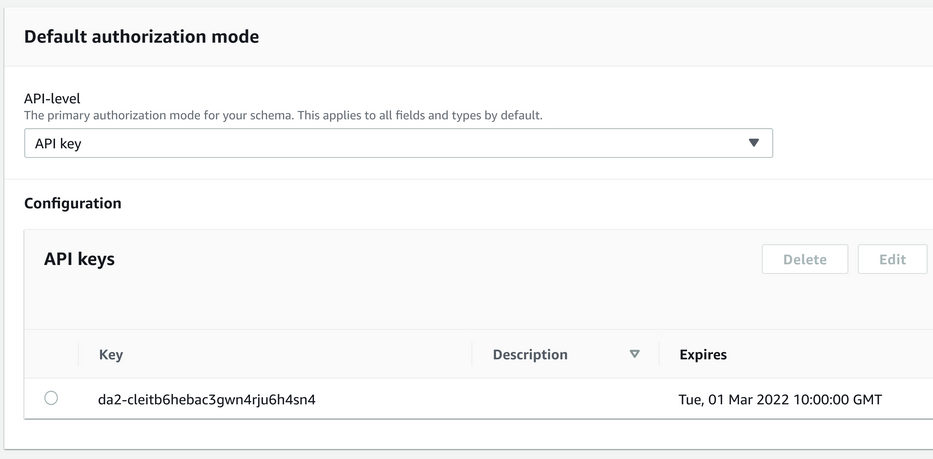 Default authorization mode
API-level
The primary authorization mode for your schema. This applies to all fields and types by default.
API key
Configuration
API keys
Delete Edit
Key Description Expires
da2-cleitb6hebac3gwn4rju6h4sn4 Tue, 01 Mar 2022 10:00:00 GMT